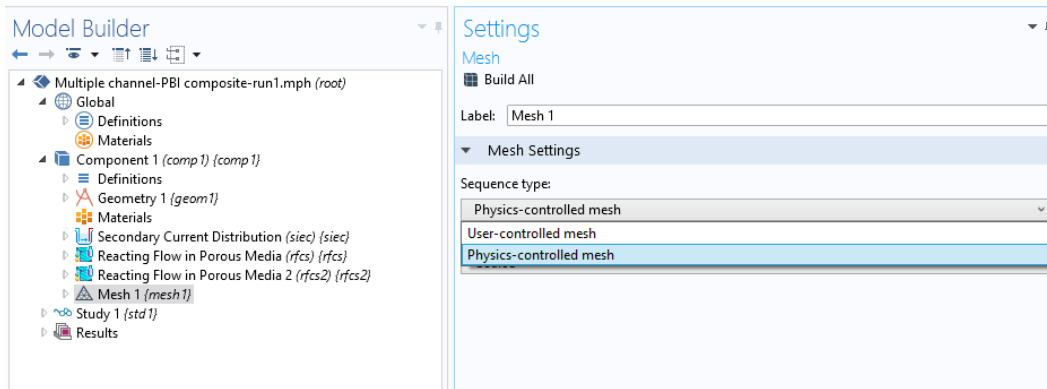 Model Builder
Multiple channel-PBI composite-run1.mph (root)
Global
Definitions
Materials
Component 1 (comp1) {comp1}
Definitions
Geometry 1 {geom1}
Materials
Secondary Current Distribution (siec) {siec}
Reacting Flow in Porous Media (rfcs) {rfcs}
Reacting Flow in Porous Media 2 (rfcs2) {rfcs2}
Mesh 1 {mesh1}
Study 1 {std1}
Results
Settings
Mesh
Build All
Label: Mesh 1
Mesh Settings
Sequence type:
Physics-controlled mesh
User-controlled mesh
Physics-controlled mesh